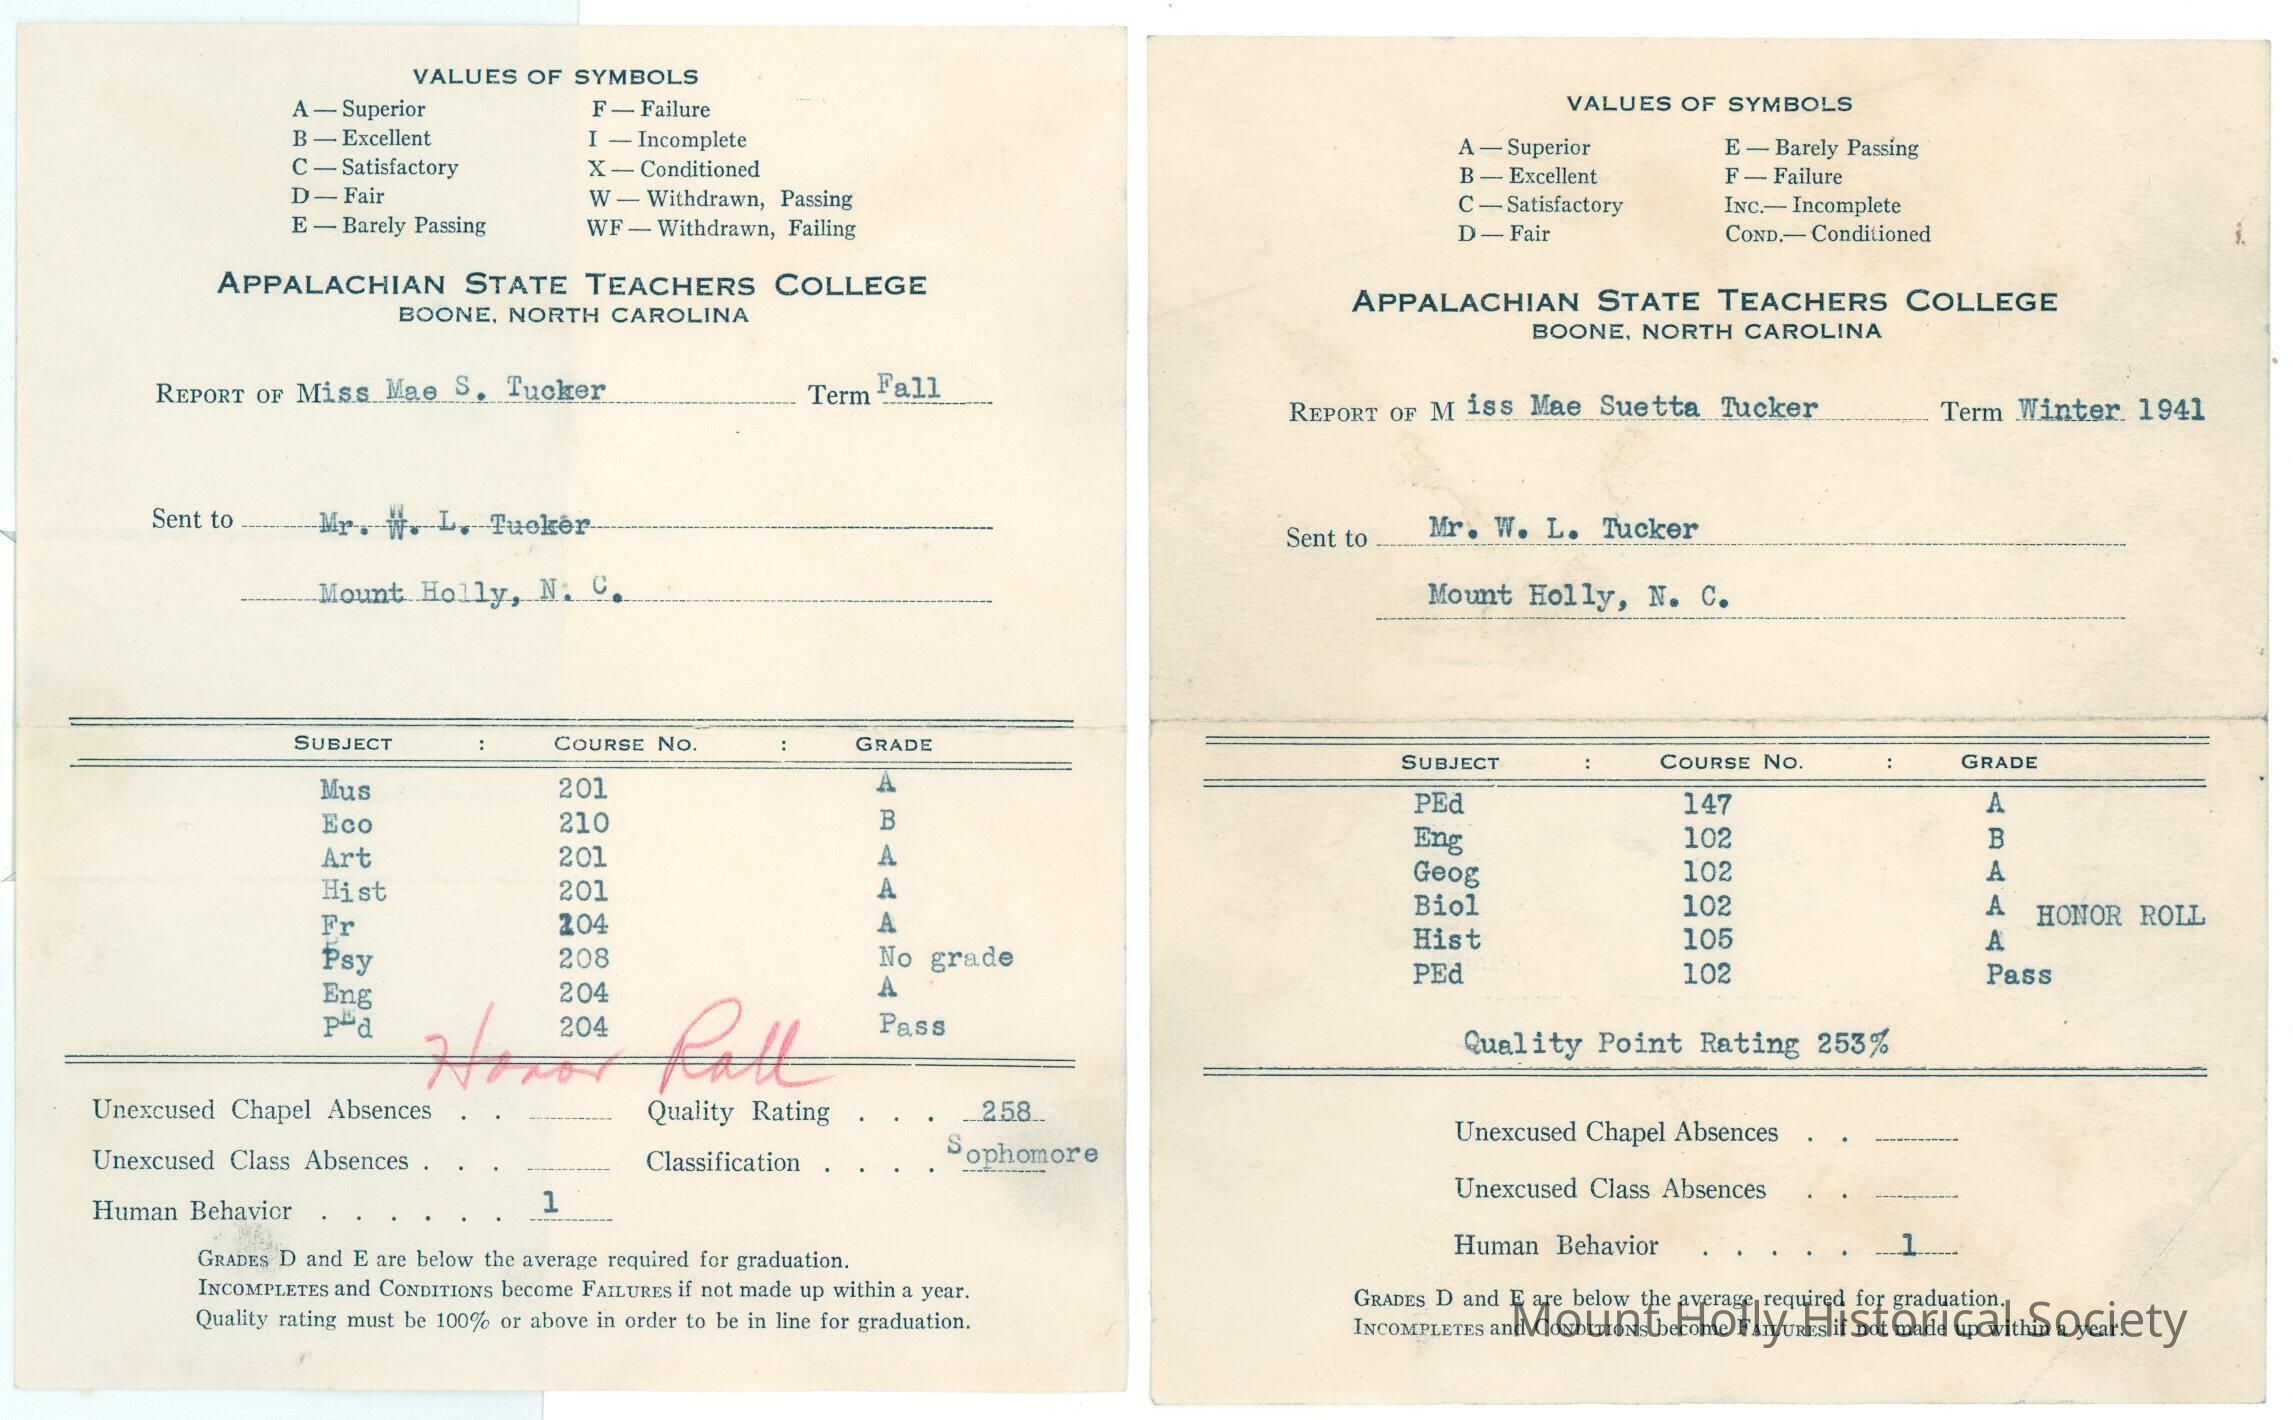 VALUES OF SYMBOLS
A — Superior F — Failure
B — Excellent I — Incomplete
C — Satisfactory X — Conditioned
D — Fair W — Withdrawn, Passing
E — Barely Passing WF — Withdrawn, Failing
APPALACHIAN STATE TEACHERS COLLEGE
BOONE, NORTH CAROLINA
REPORT OF Miss Mae S. Tucker Term Fall
Sent to Mr. W. L. Tucker
Mount Holly, N. C.
SUBJECT : COURSE NO. : GRADE
Mus 201 A
Eco 210 B
Art 201 A
Hist 201 A
Fr 104 A
Psy 208 No grade
Eng 204 A
PEd 204 Pass
Honor Roll
Unexcused Chapel Absences . . Quality Rating . . . 258
Unexcused Class Absences . . . Classification . . . . Sophomore
Human Behavior . . . . . . 1
GRADES D and E are below the average required for graduation.
INCOMPLETES and CONDITIONS become FAILURES if not made up within a year.
Quality rating must be 100% or above in order to be in line for graduation.
VALUES OF SYMBOLS
A — Superior E — Barely Passing
B — Excellent F — Failure
C — Satisfactory INC.— Incomplete
D — Fair COND.— Conditioned
APPALACHIAN STATE TEACHERS COLLEGE
BOONE, NORTH CAROLINA
REPORT OF M iss Mae Suetta Tucker Term Winter 1941
Sent to Mr. W. L. Tucker
Mount Holly, N. C.
SUBJECT : COURSE NO. : GRADE
PEd 147 A
Eng 102 B
Geog 102 A
Biol 102 A HONOR ROLL
Hist 105 A
PEd 102 Pass
Quality Point Rating 253%
Unexcused Chapel Absences . .
Unexcused Class Absences . .
Human Behavior . . . . . 1
GRADES D and E are below the average required for graduation.
INCOMPLETES and CONDITIONS become FAILURES if not made up within a year.
Mount Holly Historical Society